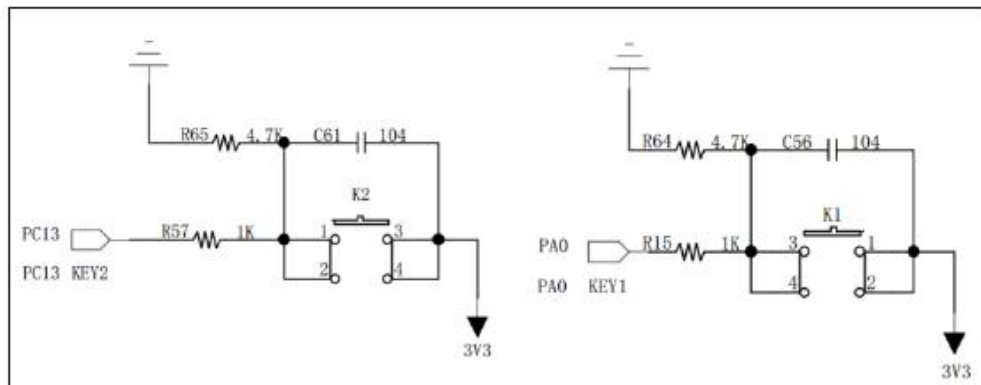 R65 4.7K C61 104
K2
PC13 R57 1K 1 3
PC13 KEY2 2 4
3V3
R64 4.7K C56 104
K1
PA0 R15 1K 3 1
PA0 KEY1 4 2
3V3